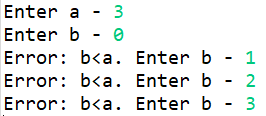 Enter a - 3
Enter b - 0
Error: b<a. Enter b - 1
Error: b<a. Enter b - 2
Error: b<a. Enter b - 3